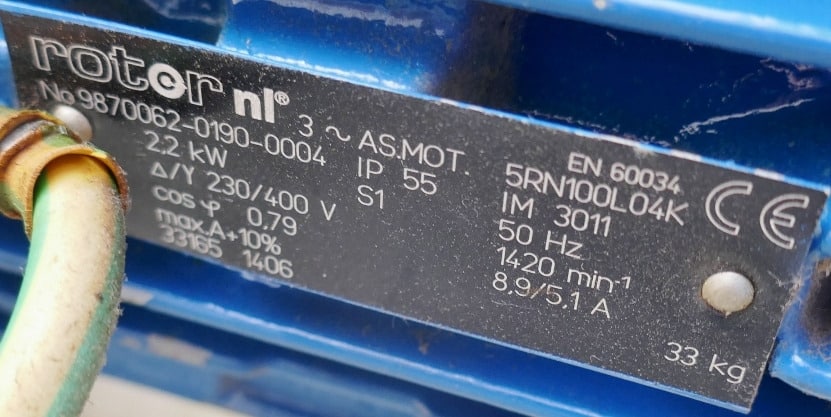 rotor nl®
No 9870062-0190-0004
3 ~ AS.MOT.
EN 60034
2,2 kW
IP 55
5RN100L04K
Δ/Y 230/400 V
S1
IM 3011
cos φ 0,79
50 Hz
max.A+10%
1420 min⁻¹
33165 1406
8,9/5,1 A
33 kg
CE